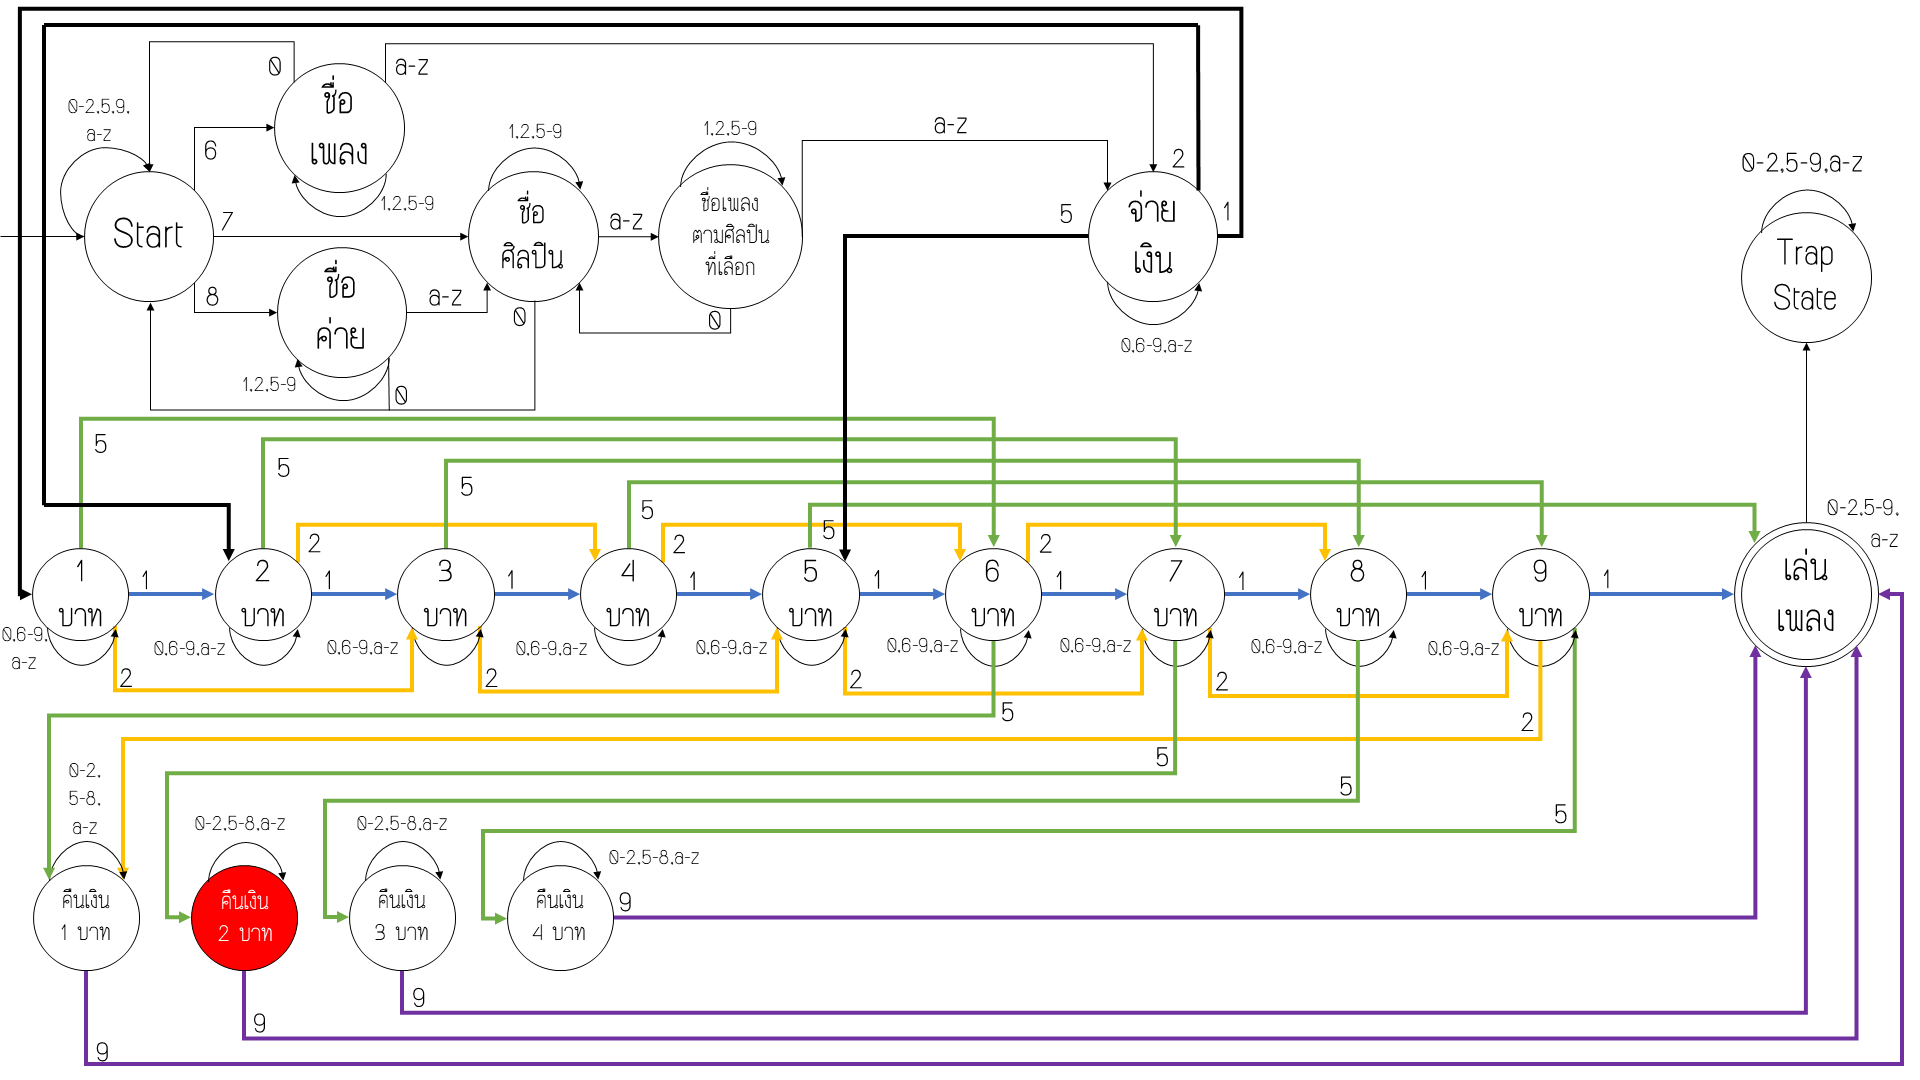 0
a-z
ชื่อ
เพลง
0-2,5,9,
a-z
6
1,2,5-9
1,2,5-9
1,2,5-9
a-z
2
0-2,5-9,a-z
Start
7
ชื่อ
ศิลปิน
a-z
ชื่อเพลง
ตามศิลปิน
ที่เลือก
5
จ่าย
เงิน
1
Trap
State
8
ชื่อ
ค่าย
a-z
0
0
0,6-9,a-z
1,2,5-9
0
5
5
5
5
5
0-2,5-9,
a-z
2
2
2
1
บาท
1
2
บาท
1
3
บาท
1
4
บาท
1
5
บาท
1
6
บาท
1
7
บาท
1
8
บาท
1
9
บาท
1
เล่น
เพลง
0,6-9,
a-z
0,6-9,a-z
0,6-9,a-z
0,6-9,a-z
0,6-9,a-z
0,6-9,a-z
0,6-9,a-z
0,6-9,a-z
0,6-9,a-z
2
2
2
2
5
2
5
5
5
0-2,
5-8,
a-z
0-2,5-8,a-z
0-2,5-8,a-z
0-2,5-8,a-z
คืนเงิน
1 บาท
คืนเงิน
2 บาท
คืนเงิน
3 บาท
คืนเงิน
4 บาท
9
9
9
9